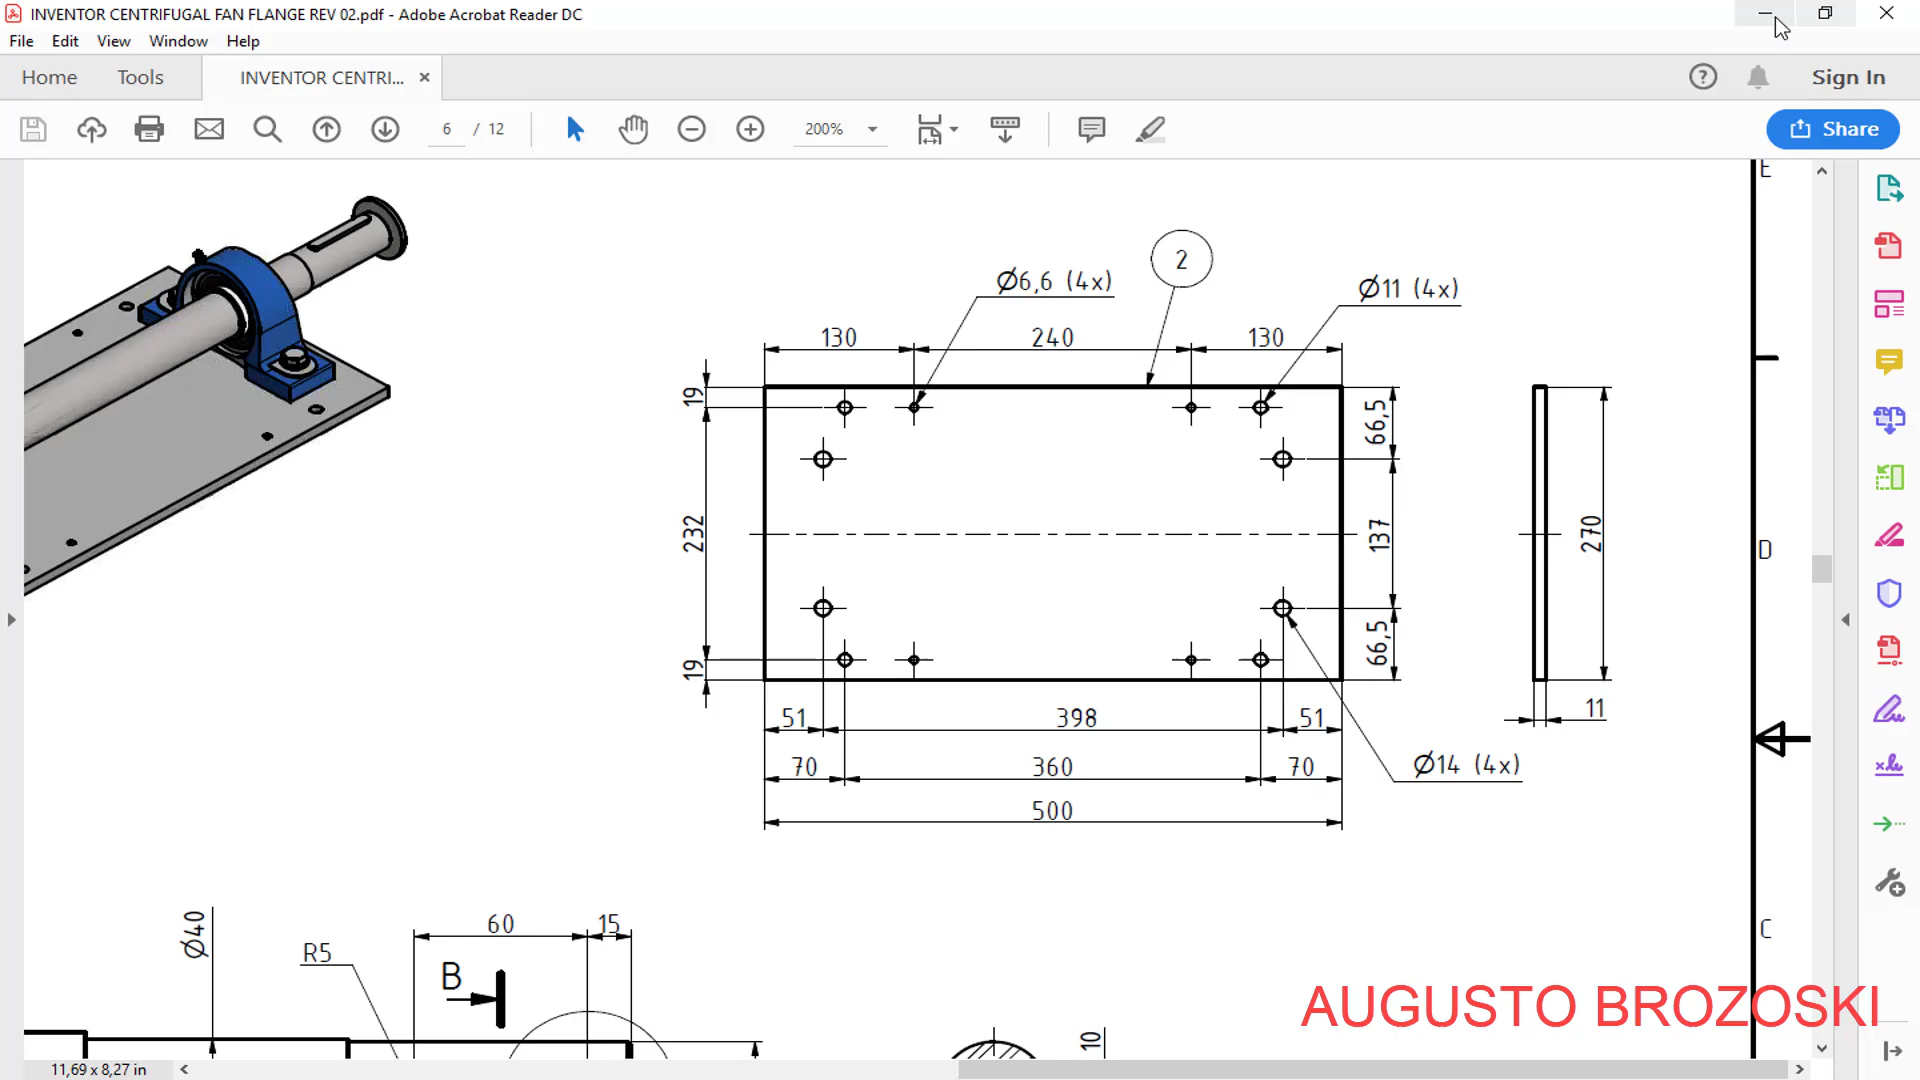 INVENTOR CENTRIFUGAL FAN FLANGE REV 02.pdf - Adobe Acrobat Reader DC
File Edit View Window Help
Home Tools INVENTOR CENTRI... × Sign In
6 / 12 200% Share
E
2
Ø6,6 (4x)
Ø11 (4x)
130 240 130
19
66,5
232
137
270
D
19
66,5
51 398 51
11
70 360 70
Ø14 (4x)
500
Ø40
60 15
R5
B
C
10
AUGUSTO BROZOSKI
11,69 x 8,27 in